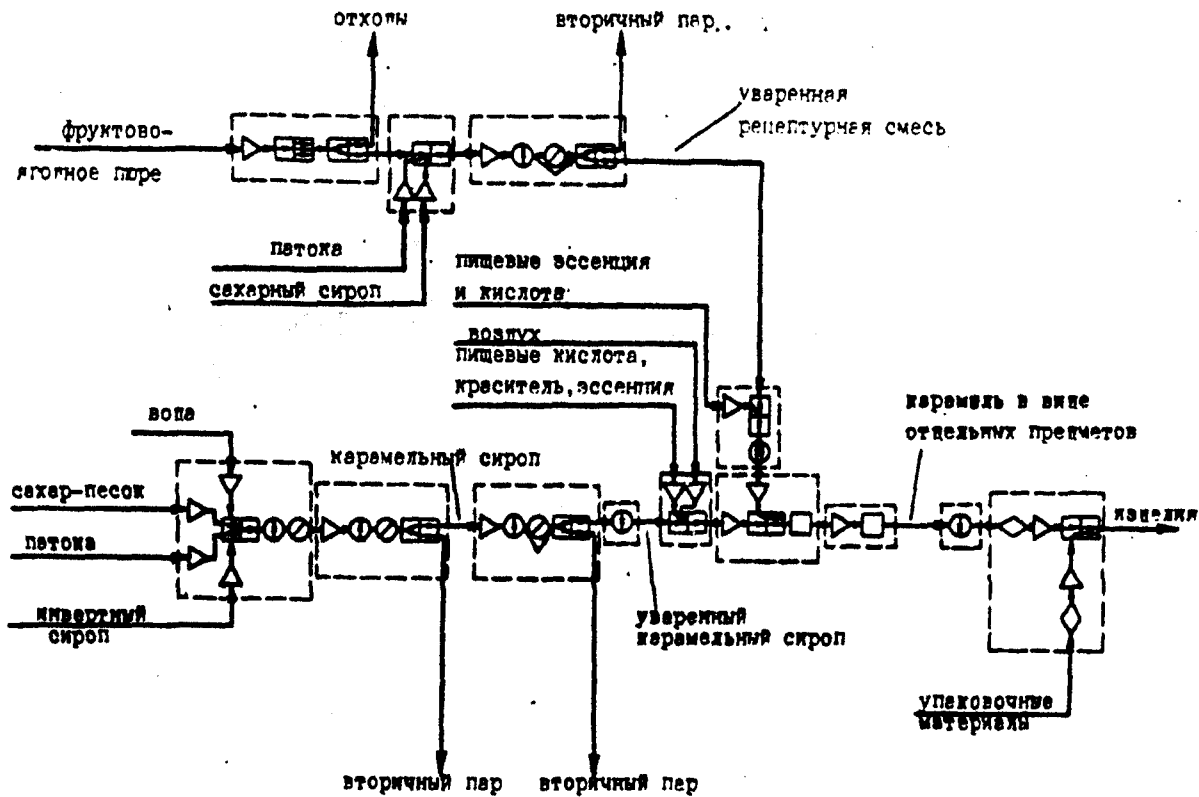 отходы
вторичный пар
уваренная
рецептурная смесь
фруктово-
ягодное пюре
патока
сахарный сироп
пищевые эссенция
и кислота
воздух
пищевые кислота,
краситель, эссенция
карамель в виде
отдельных предметов
вода
карамельный сироп
сахар-песок
патока
инвертный
сироп
изделия
уваренный
карамельный сироп
упаковочные
материалы
вторичный пар
вторичный пар